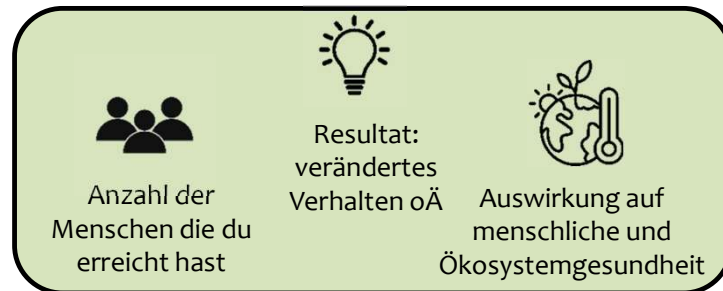 Anzahl der
Menschen die du
erreicht hast
Resultat:
verändertes
Verhalten oÄ
Auswirkung auf
menschliche und
Ökosystemgesundheit